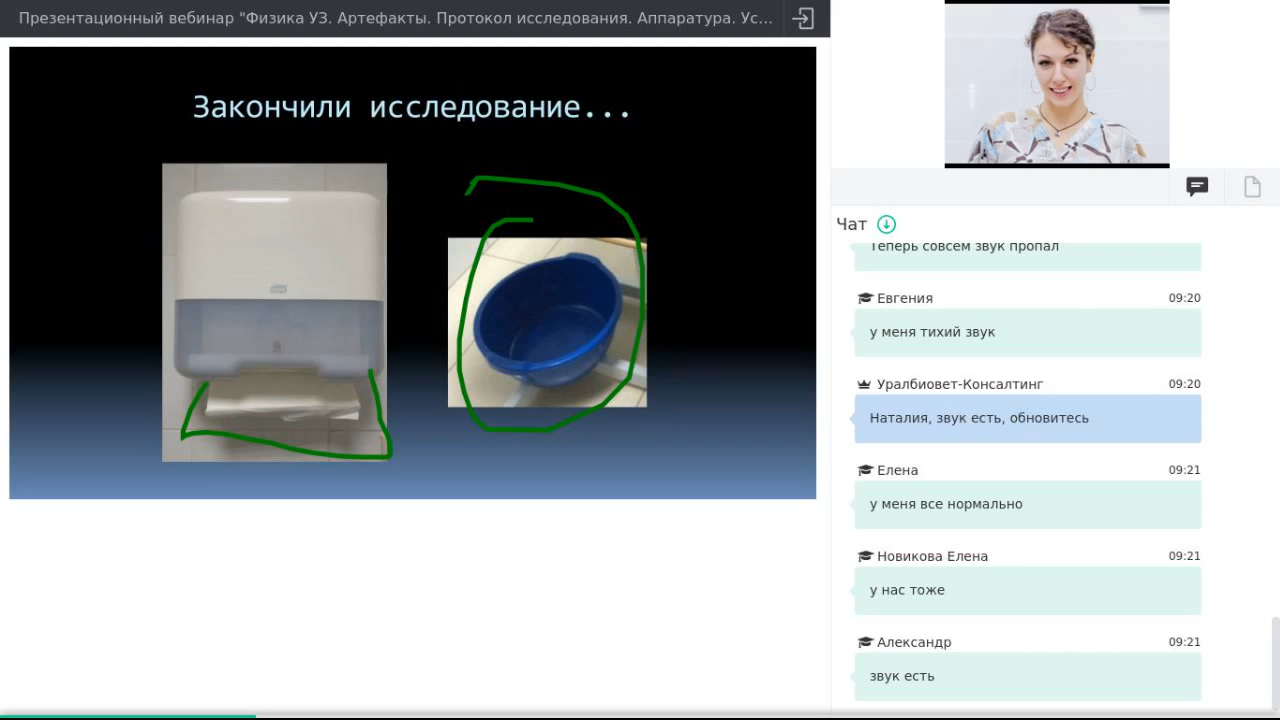 Презентационный вебинар "Физика УЗ. Артефакты. Протокол исследования. Аппаратура. Ус...
Закончили исследование...
Чат
Теперь совсем звук пропал
Евгения 09:20
у меня тихий звук
Уралбиовет-Консалтинг 09:20
Наталия, звук есть, обновитесь
Елена 09:21
у меня все нормально
Новикова Елена 09:21
у нас тоже
Александр 09:21
звук есть